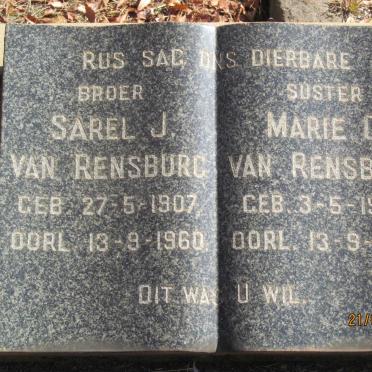 RUS SAG ONS DIERBARE
BROER SUSTER
SAREL J. MARIE
VAN RENSBURG VAN RENSB
GEB. 27-5-1907. GEB. 3-5-19
OORL. 13-9-1960. OORL. 13-9-
DIT WAS U WIL.
21/